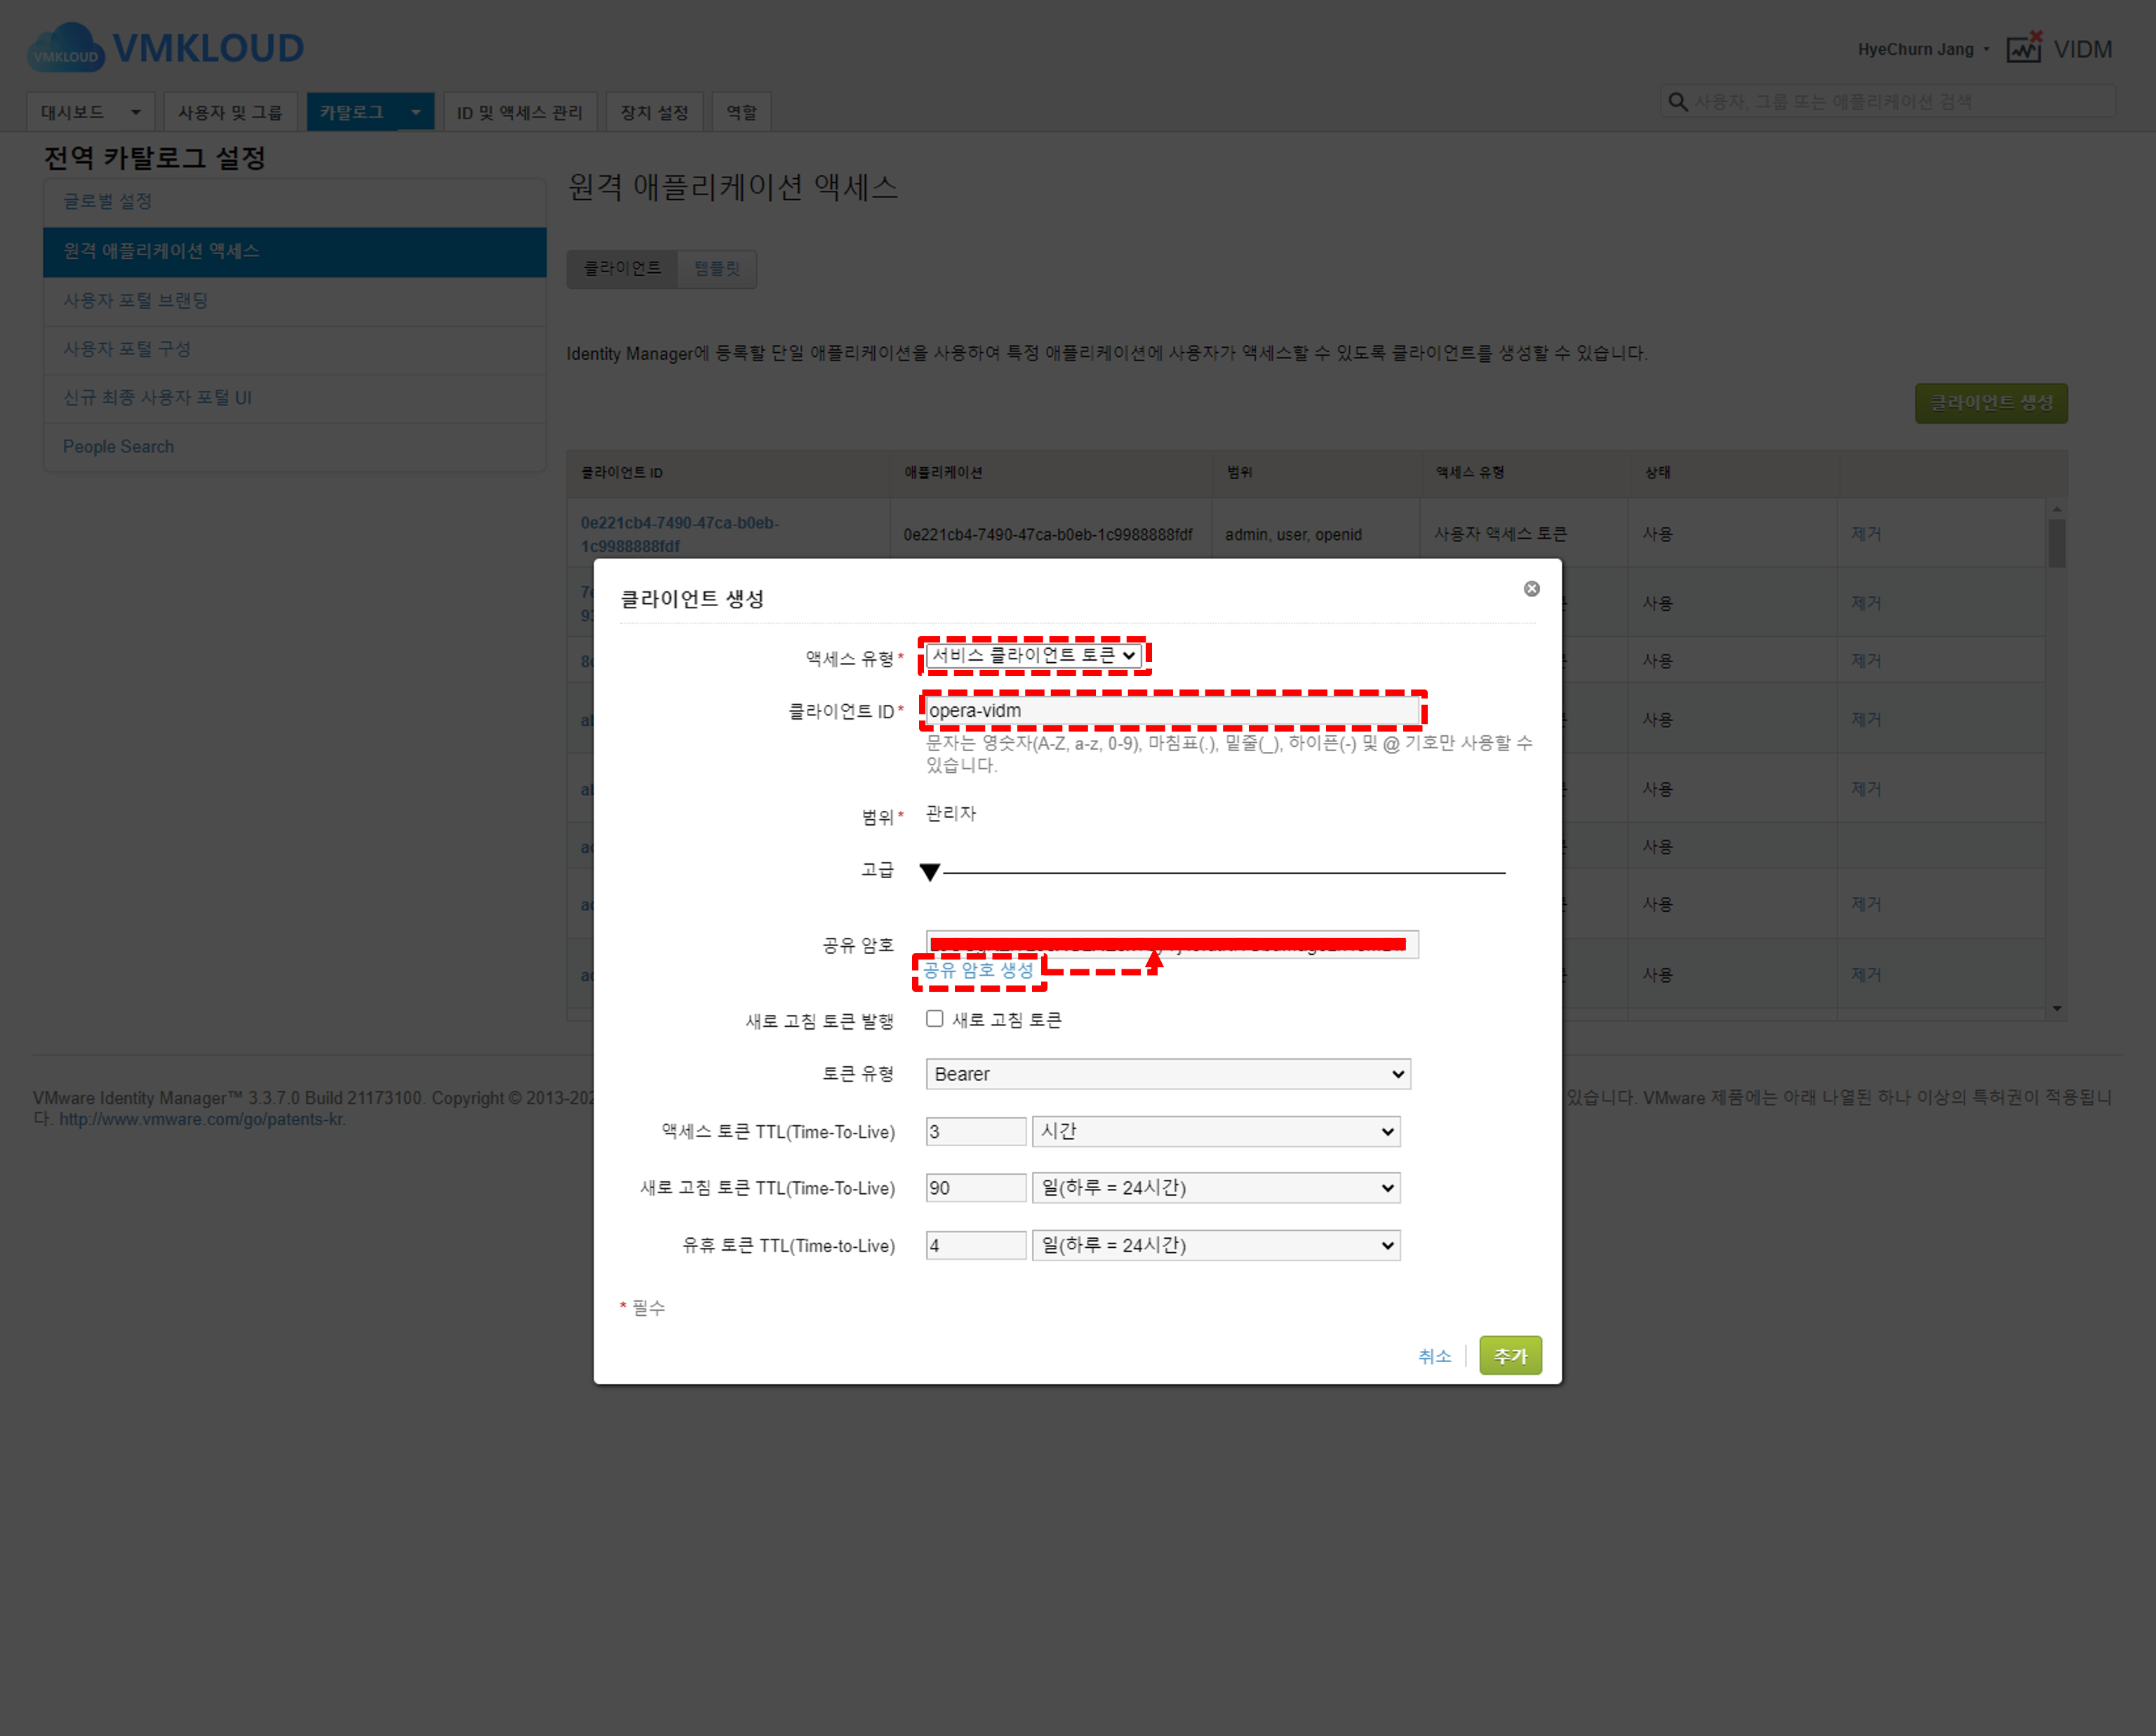 VMKLOUD VMKLOUD
HyeChurn Jang VIDM
대시보드 사용자 및 그룹 카탈로그 ID 및 액세스 관리 장치 설정 역할
사용자, 그룹 또는 애플리케이션 검색
전역 카탈로그 설정
글로벌 설정
원격 애플리케이션 액세스
사용자 포털 브랜딩
사용자 포털 구성
신규 최종 사용자 포털 UI
People Search
원격 애플리케이션 액세스
클라이언트 템플릿
Identity Manager에 등록할 단일 애플리케이션을 사용하여 특정 애플리케이션에 사용자가 액세스할 수 있도록 클라이언트를 생성할 수 있습니다.
클라이언트 생성
클라이언트 ID 애플리케이션 범위 액세스 유형 상태
0e221cb4-7490-47ca-b0eb-
1c9988888fdf
0e221cb4-7490-47ca-b0eb-1c9988888fdf admin, user, openid 사용자 액세스 토큰 사용 제거
사용 제거
사용 제거
사용 제거
사용 제거
사용
사용 제거
사용 제거
클라이언트 생성
액세스 유형* 서비스 클라이언트 토큰
클라이언트 ID* opera-vidm
문자는 영숫자(A-Z, a-z, 0-9), 마침표(.), 밑줄(_), 하이픈(-) 및 @ 기호만 사용할 수
있습니다.
범위* 관리자
고급
공유 암호
공유 암호 생성
새로 고침 토큰 발행 새로 고침 토큰
토큰 유형 Bearer
액세스 토큰 TTL(Time-To-Live) 3 시간
새로 고침 토큰 TTL(Time-To-Live) 90 일(하루 = 24시간)
유휴 토큰 TTL(Time-to-Live) 4 일(하루 = 24시간)
* 필수
취소 추가
VMware Identity Manager™ 3.3.7.0 Build 21173100. Copyright © 2013-202
있습니다. VMware 제품에는 아래 나열된 하나 이상의 특허권이 적용됩니
다. http://www.vmware.com/go/patents-kr.